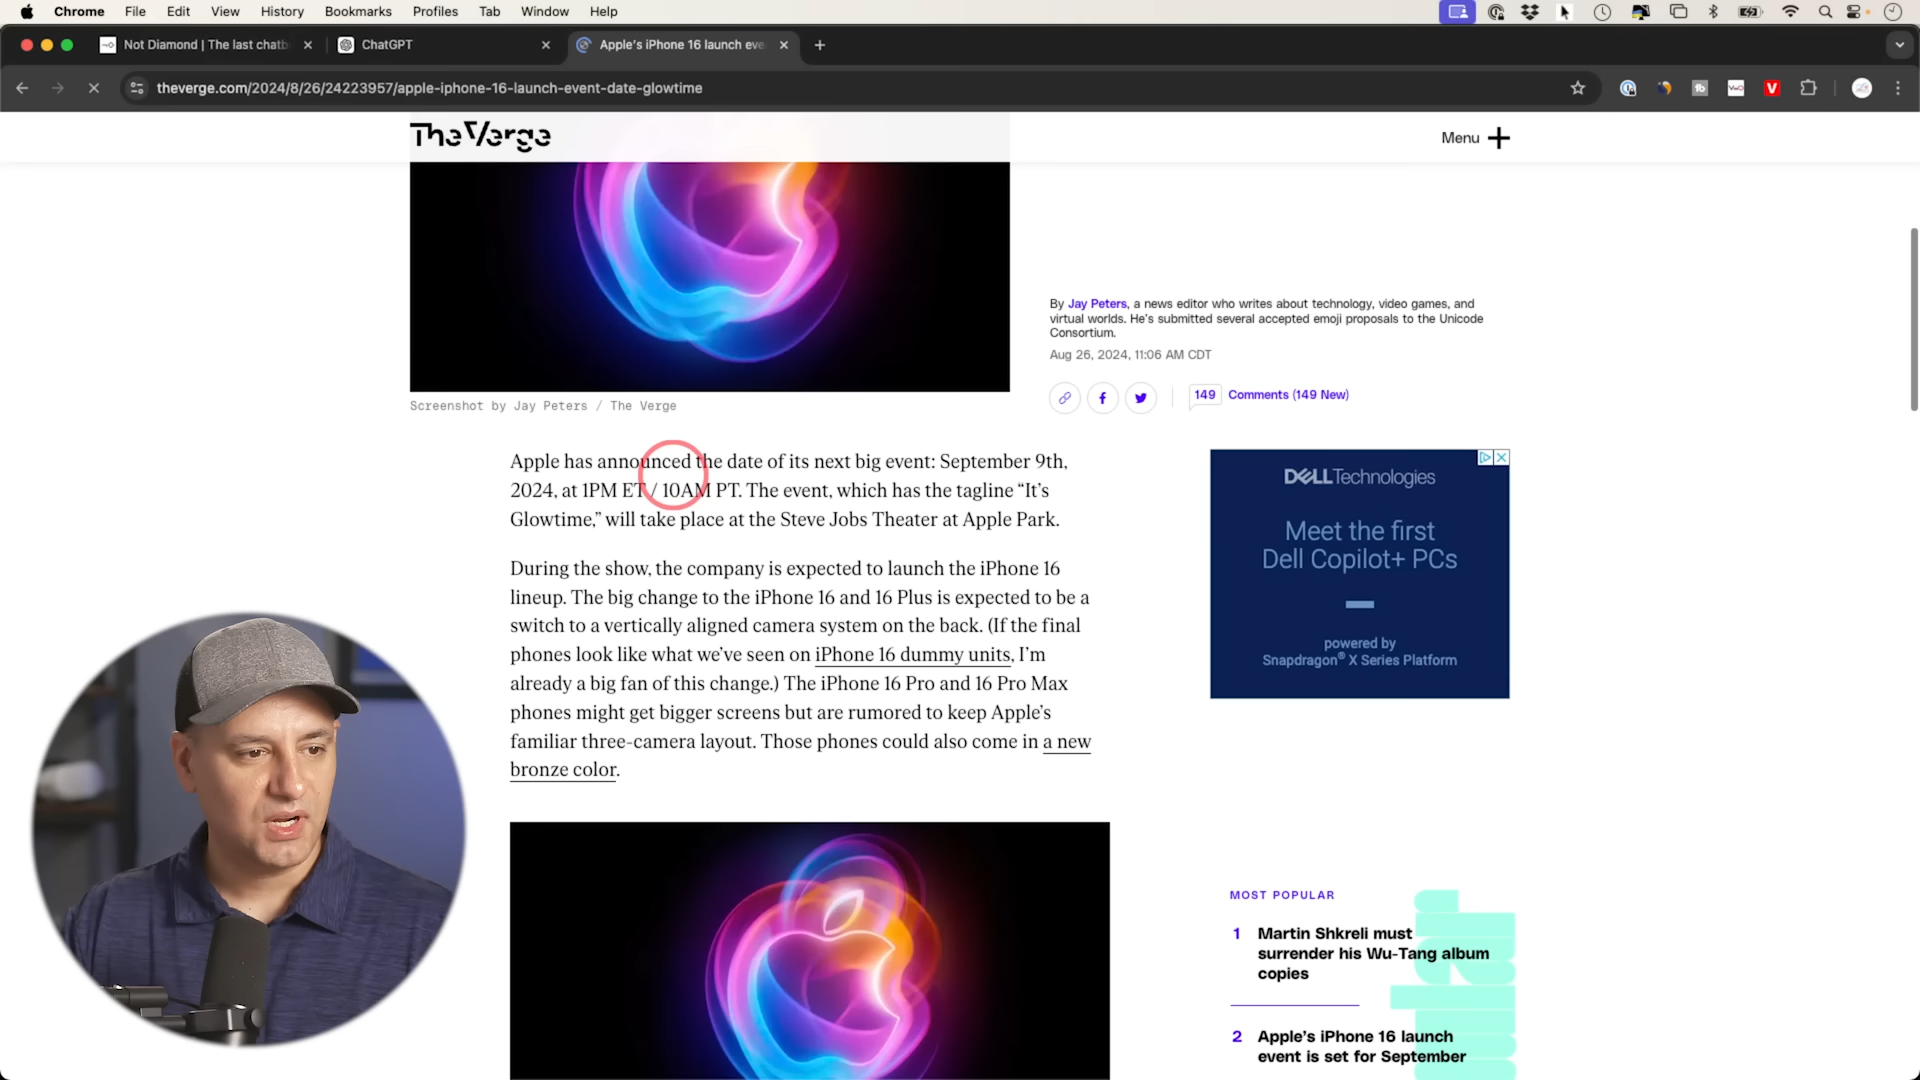 Chrome File Edit View History Bookmarks Profiles Tab Window Help
Not Diamond | The last chatb
ChatGPT
Apple's iPhone 16 launch eve
theverge.com/2024/8/26/24223957/apple-iphone-16-launch-event-date-glowtime
The Verge
Menu
By Jay Peters, a news editor who writes about technology, video games, and
virtual worlds. He's submitted several accepted emoji proposals to the Unicode
Consortium.
Aug 26, 2024, 11:06 AM CDT
149 Comments (149 New)
Screenshot by Jay Peters / The Verge
Apple has announced the date of its next big event: September 9th,
2024, at 1PM ET / 10AM PT. The event, which has the tagline “It’s
Glowtime,” will take place at the Steve Jobs Theater at Apple Park.
During the show, the company is expected to launch the iPhone 16
lineup. The big change to the iPhone 16 and 16 Plus is expected to be a
switch to a vertically aligned camera system on the back. (If the final
phones look like what we’ve seen on iPhone 16 dummy units, I’m
already a big fan of this change.) The iPhone 16 Pro and 16 Pro Max
phones might get bigger screens but are rumored to keep Apple’s
familiar three-camera layout. Those phones could also come in a new
bronze color.
DELL Technologies
Meet the first
Dell Copilot+ PCs
powered by
Snapdragon® X Series Platform
MOST POPULAR
1 Martin Shkreli must
surrender his Wu-Tang album
copies
2 Apple’s iPhone 16 launch
event is set for September